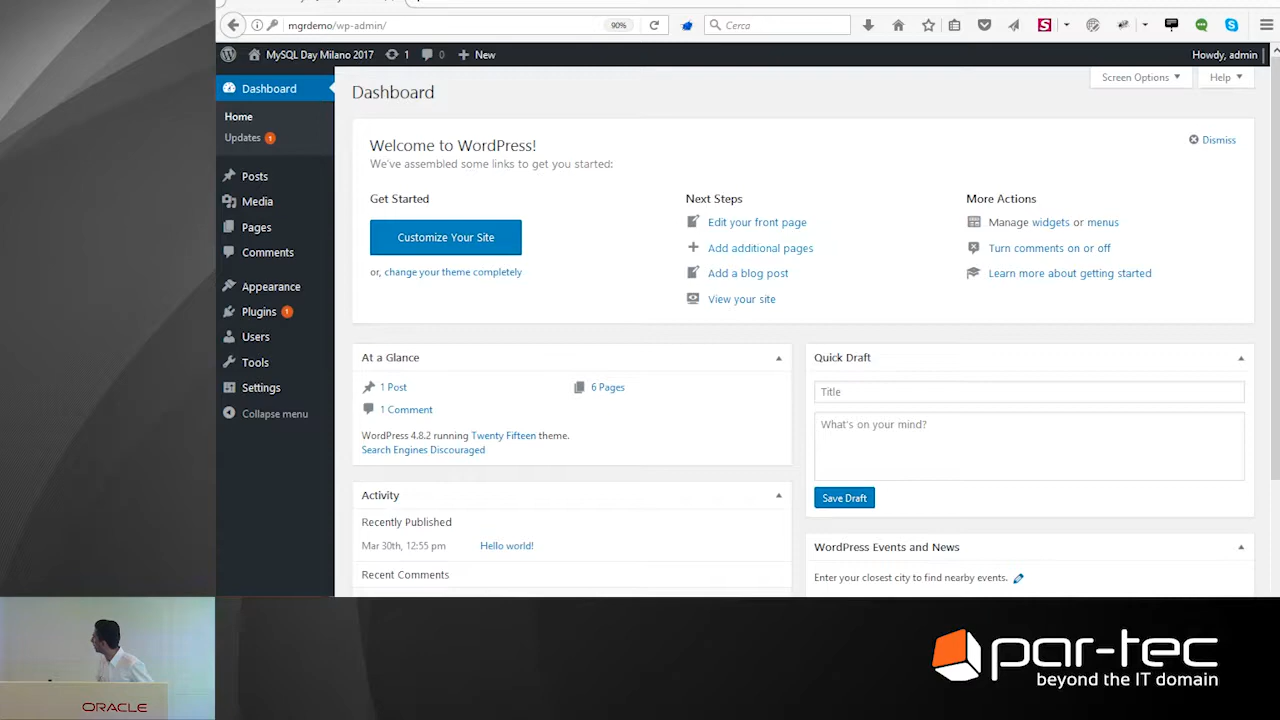 mgrdemo/wp-admin/
90%
Cerca
MySQL Day Milano 2017
1
0
New
Howdy, admin
Dashboard
Home
Updates 1
Posts
Media
Pages
Comments
Appearance
Plugins 1
Users
Tools
Settings
Collapse menu
Dashboard
Screen Options
Help
Welcome to WordPress!
We've assembled some links to get you started:
Dismiss
Get Started
Customize Your Site
or, change your theme completely
Next Steps
Edit your front page
Add additional pages
Add a blog post
View your site
More Actions
Manage widgets or menus
Turn comments on or off
Learn more about getting started
At a Glance
1 Post
6 Pages
1 Comment
WordPress 4.8.2 running Twenty Fifteen theme.
Search Engines Discouraged
Activity
Recently Published
Mar 30th, 12:55 pm
Hello world!
Recent Comments
Quick Draft
Title
What's on your mind?
Save Draft
WordPress Events and News
Enter your closest city to find nearby events.
ORACLE
par-tec
beyond the IT domain